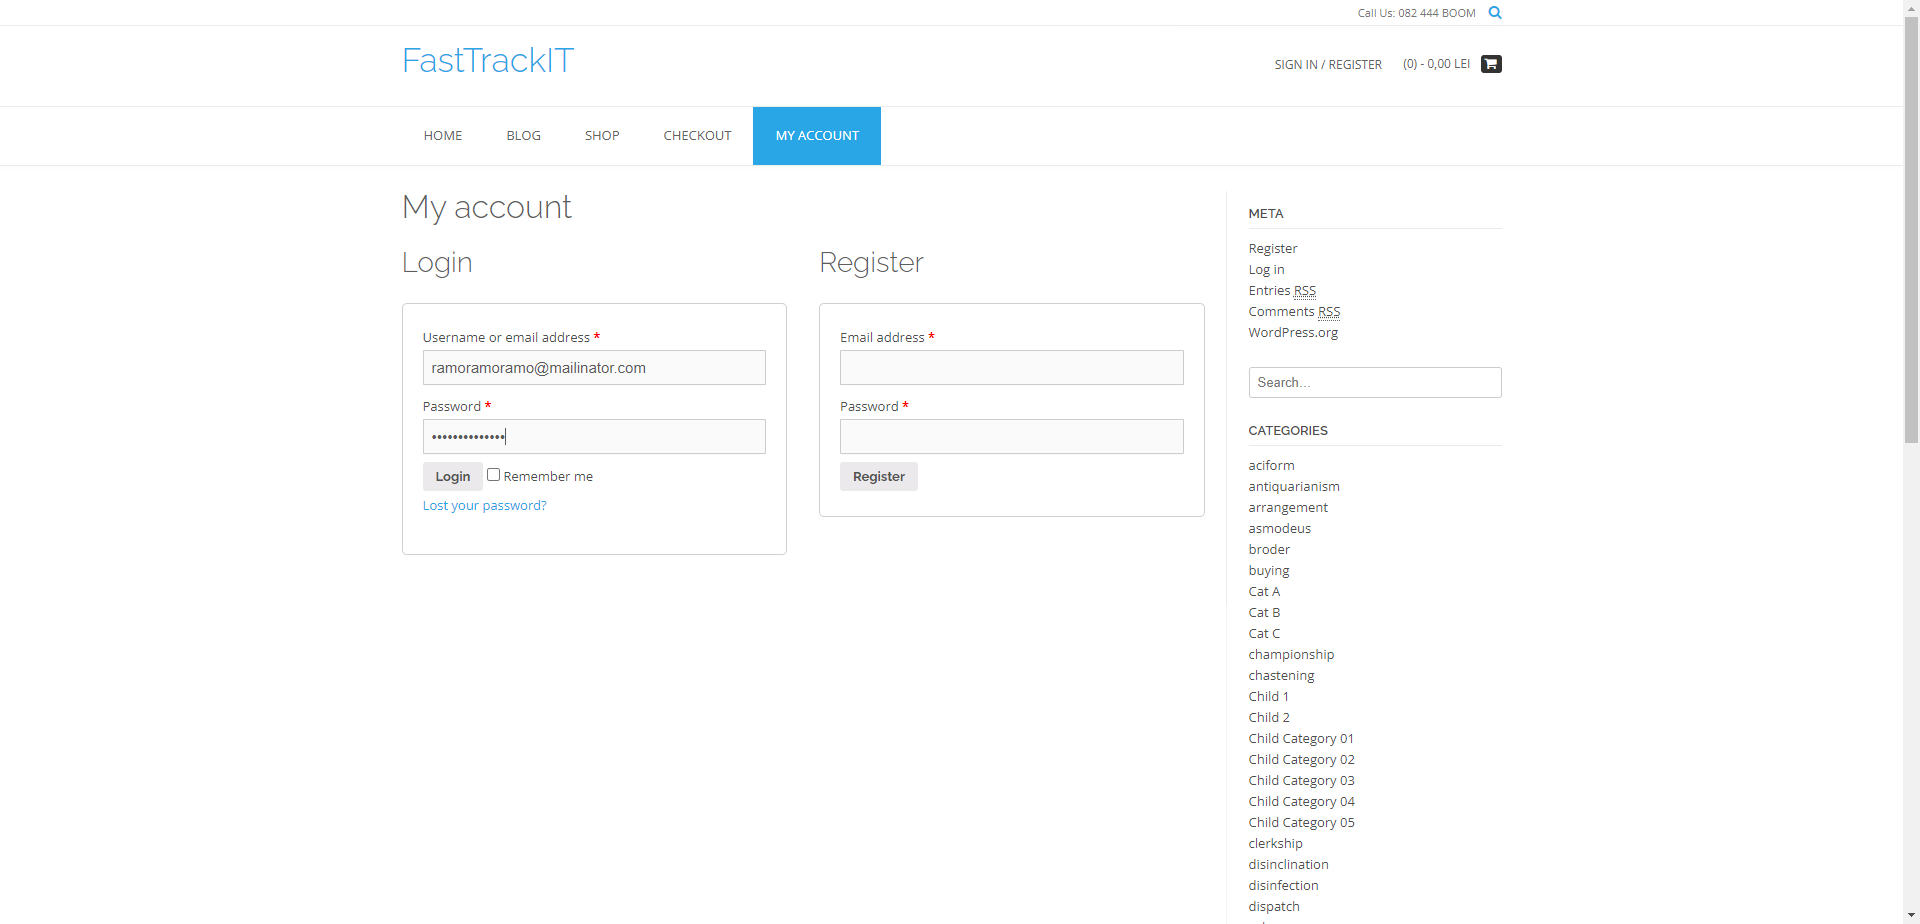 Call Us: 082 444 BOOM
FastTrackIT
SIGN IN / REGISTER
(0) - 0,00 LEI
HOME
BLOG
SHOP
CHECKOUT
MY ACCOUNT
My account
Login
Username or email address *
ramoramoramo@mailinator.com
Password *
••••••••••••••
Login
Remember me
Lost your password?
Register
Email address *
Password *
Register
META
Register
Log in
Entries RSS
Comments RSS
WordPress.org
Search…
CATEGORIES
aciform
antiquarianism
arrangement
asmodeus
broder
buying
Cat A
Cat B
Cat C
championship
chastening
Child 1
Child 2
Child Category 01
Child Category 02
Child Category 03
Child Category 04
Child Category 05
clerkship
disinclination
disinfection
dispatch